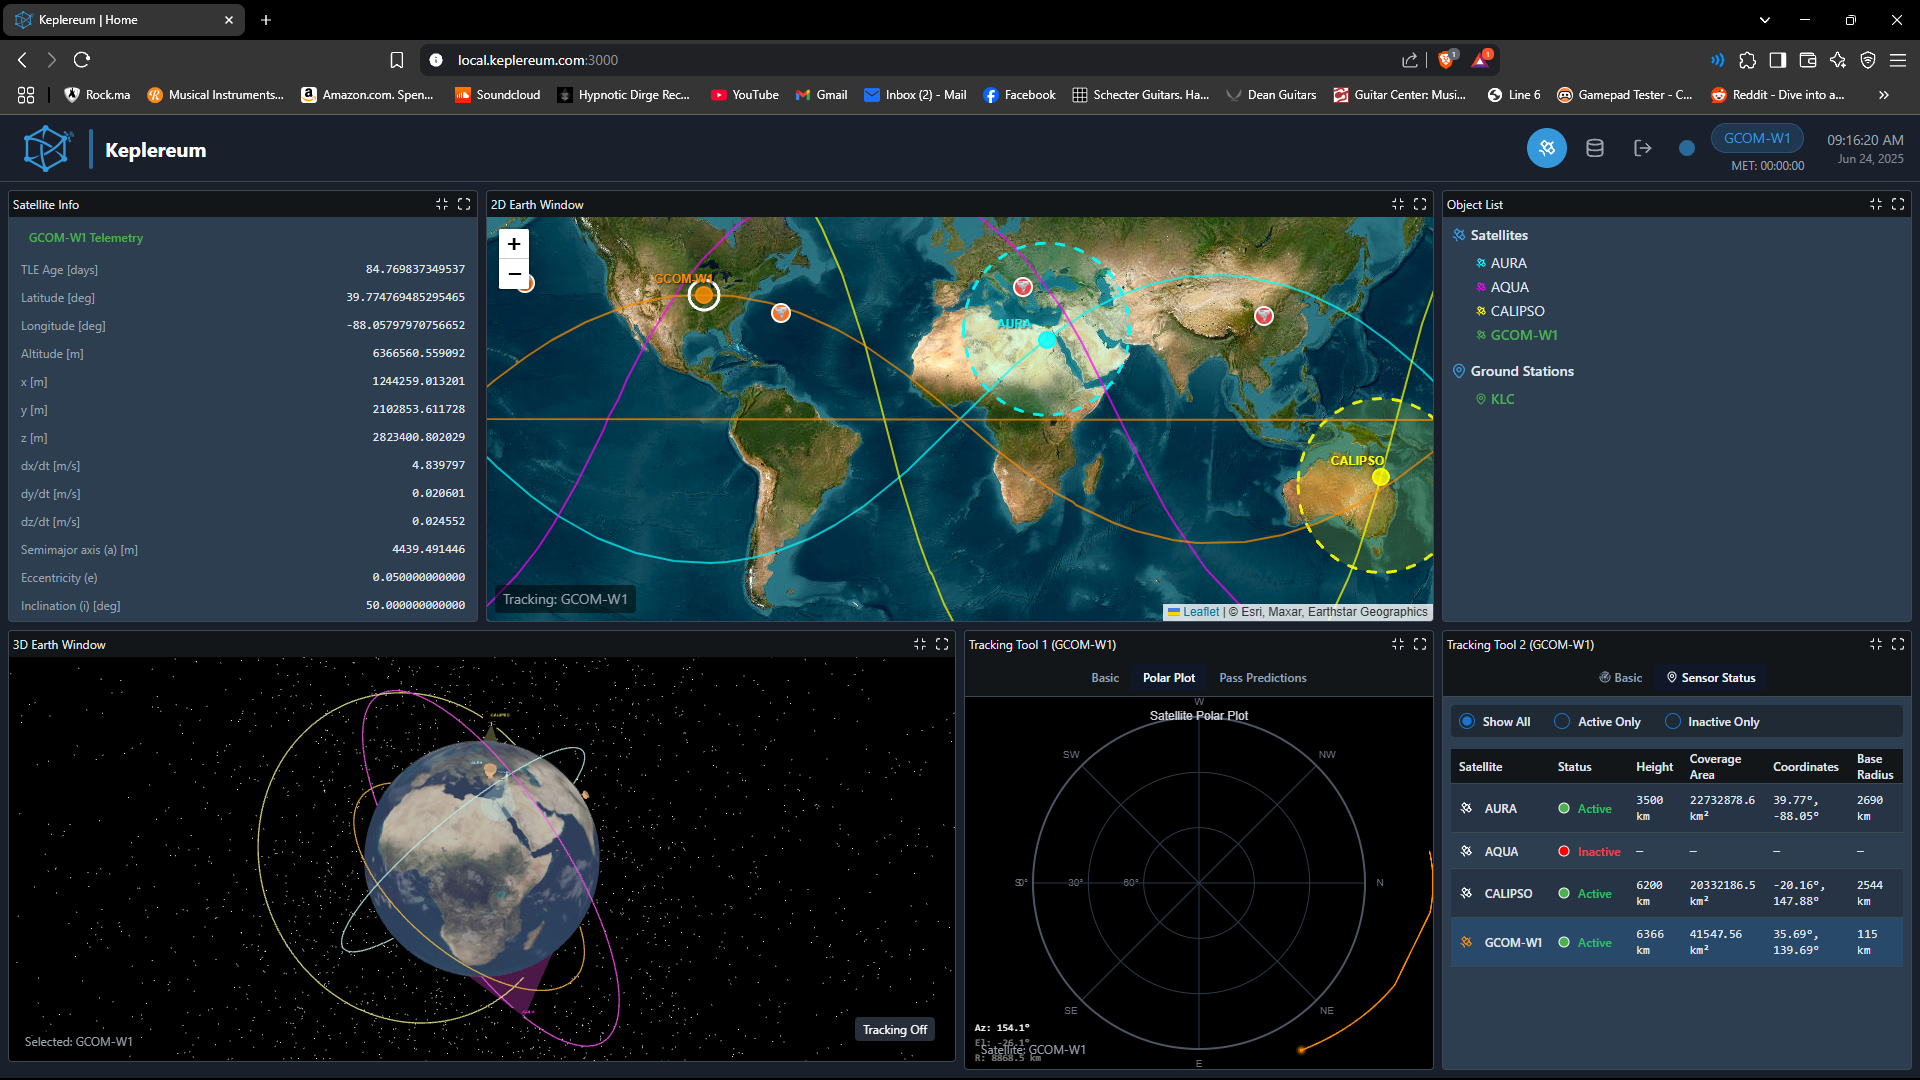 Keplereum | Home
local.keplereum.com:3000
1
1
Rock.ma
Musical Instruments...
Amazon.com. Spen...
Soundcloud
Hypnotic Dirge Rec...
YouTube
Gmail
Inbox (2) - Mail
Facebook
Schecter Guitars. Ha...
Dean Guitars
Guitar Center: Musi...
Line 6
Gamepad Tester - C...
Reddit - Dive into a...
Keplereum
GCOM-W1
MET: 00:00:00
09:16:20 AM
Jun 24, 2025
Satellite Info
GCOM-W1 Telemetry
TLE Age [days] 84.769837349537
Latitude [deg] 39.774769485295465
Longitude [deg] -88.05797970756652
Altitude [m] 6366560.559092
x [m] 1244259.013201
y [m] 2102853.611728
z [m] 2823400.802029
dx/dt [m/s] 4.839797
dy/dt [m/s] 0.020601
dz/dt [m/s] 0.024552
Semimajor axis (a) [m] 4439.491446
Eccentricity (e) 0.050000000000
Inclination (i) [deg] 50.000000000000
2D Earth Window
+
−
GCOM-W1
AURA
CALIPSO
Tracking: GCOM-W1
Leaflet | © Esri, Maxar, Earthstar Geographics
Object List
Satellites
AURA
AQUA
CALIPSO
GCOM-W1
Ground Stations
KLC
3D Earth Window
CALIPSO
AURA
Selected: GCOM-W1
Tracking Off
Tracking Tool 1 (GCOM-W1)
Basic
Polar Plot
Pass Predictions
W
Satellite Polar Plot
SW
NW
S
0°
30°
60°
N
SE
NE
E
Az: 154.1°
El: -26.1°
Satellite: GCOM-W1
R: 8868.5 km
Tracking Tool 2 (GCOM-W1)
Basic
Sensor Status
Show All
Active Only
Inactive Only
Satellite Status Height Coverage Area Coordinates Base Radius
AURA Active 3500 km 22732878.6 km² 39.77°, -88.05° 2690 km
AQUA Inactive – – – –
CALIPSO Active 6200 km 20332186.5 km² -20.16°, 147.88° 2544 km
GCOM-W1 Active 6366 km 41547.56 km² 35.69°, 139.69° 115 km